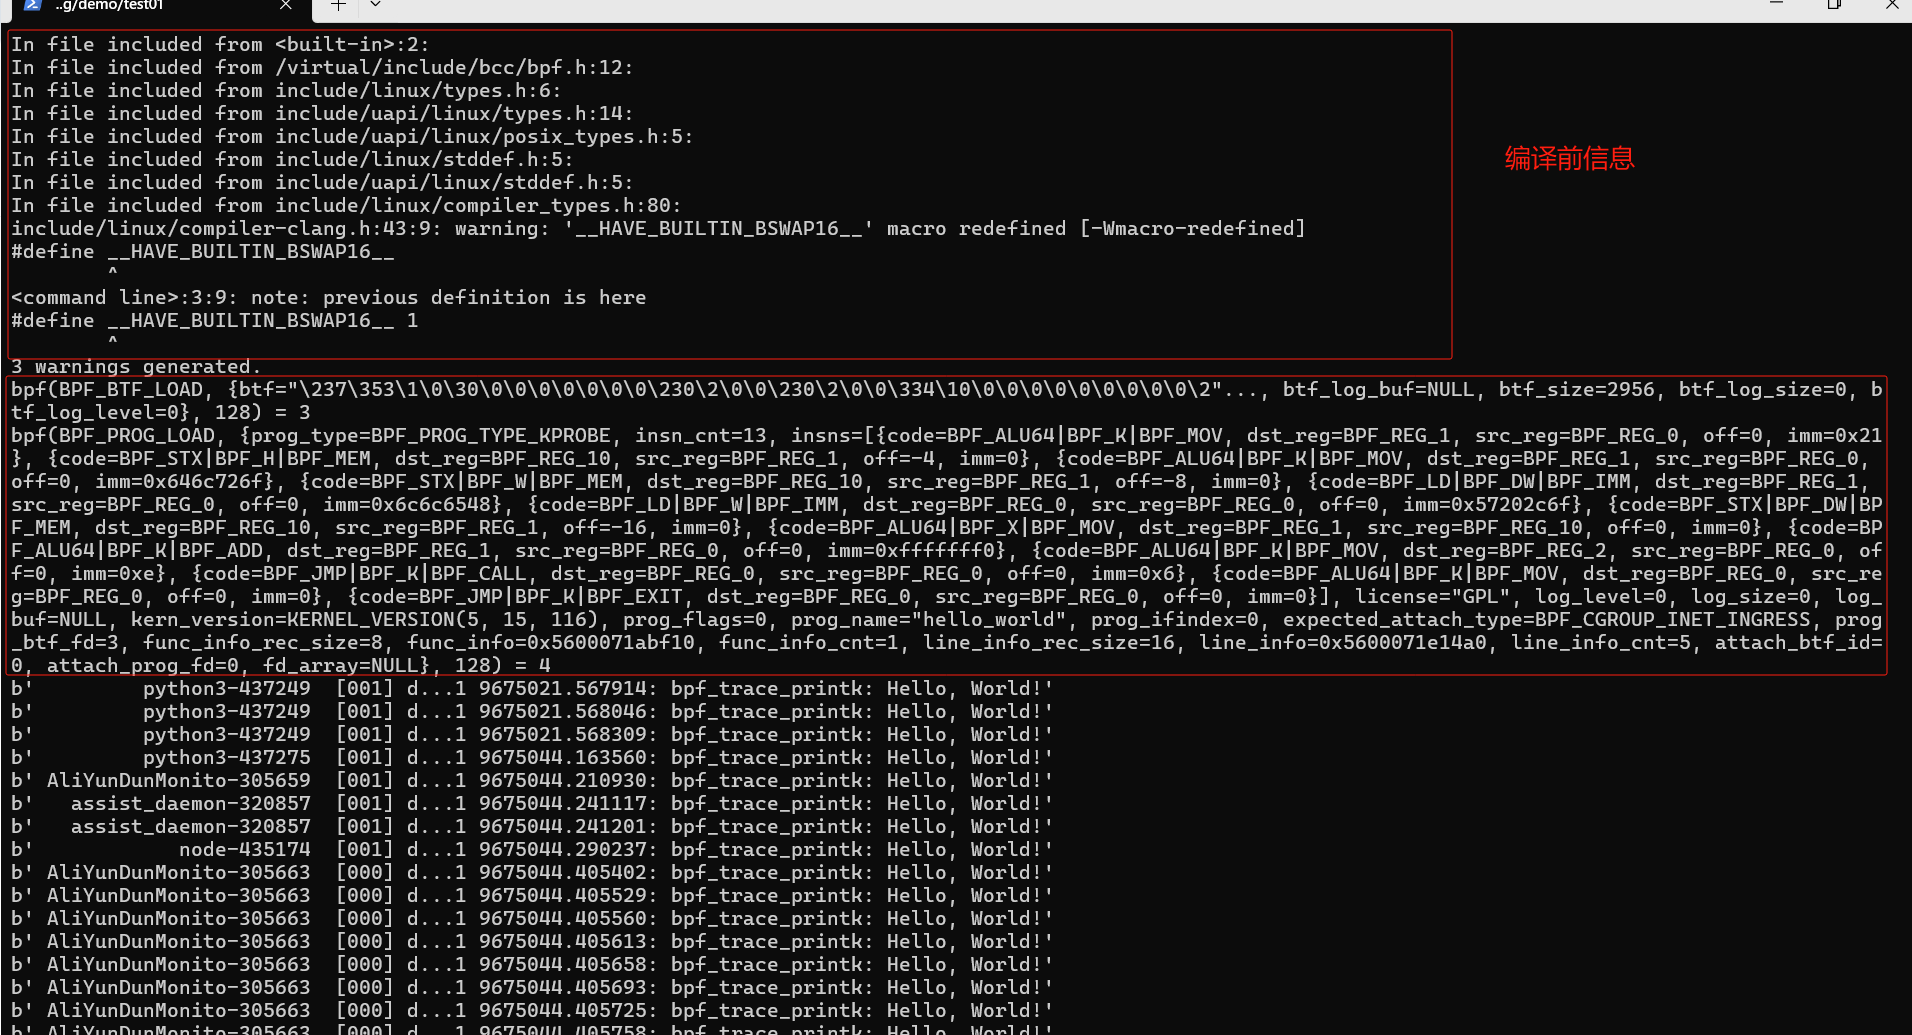 ..g/demo/test01
In file included from <built-in>:2:
In file included from /virtual/include/bcc/bpf.h:12:
In file included from include/linux/types.h:6:
In file included from include/uapi/linux/types.h:14:
In file included from include/uapi/linux/posix_types.h:5:
In file included from include/linux/stddef.h:5:
In file included from include/uapi/linux/stddef.h:5:
In file included from include/linux/compiler_types.h:80:
include/linux/compiler-clang.h:43:9: warning: '__HAVE_BUILTIN_BSWAP16__' macro redefined [-Wmacro-redefined]
#define __HAVE_BUILTIN_BSWAP16__
        ^
<command line>:3:9: note: previous definition is here
#define __HAVE_BUILTIN_BSWAP16__ 1
        ^
编译前信息
3 warnings generated.
bpf(BPF_BTF_LOAD, {btf="\237\353\1\0\30\0\0\0\0\0\0\0\230\2\0\0\230\2\0\0\334\10\0\0\0\0\0\0\0\0\0\2"..., btf_log_buf=NULL, btf_size=2956, btf_log_size=0, b
tf_log_level=0}, 128) = 3
bpf(BPF_PROG_LOAD, {prog_type=BPF_PROG_TYPE_KPROBE, insn_cnt=13, insns=[{code=BPF_ALU64|BPF_K|BPF_MOV, dst_reg=BPF_REG_1, src_reg=BPF_REG_0, off=0, imm=0x21
}, {code=BPF_STX|BPF_H|BPF_MEM, dst_reg=BPF_REG_10, src_reg=BPF_REG_1, off=-4, imm=0}, {code=BPF_ALU64|BPF_K|BPF_MOV, dst_reg=BPF_REG_1, src_reg=BPF_REG_0,
off=0, imm=0x646c726f}, {code=BPF_STX|BPF_W|BPF_MEM, dst_reg=BPF_REG_10, src_reg=BPF_REG_1, off=-8, imm=0}, {code=BPF_LD|BPF_DW|BPF_IMM, dst_reg=BPF_REG_1,
src_reg=BPF_REG_0, off=0, imm=0x6c6c6548}, {code=BPF_LD|BPF_W|BPF_IMM, dst_reg=BPF_REG_0, src_reg=BPF_REG_0, off=0, imm=0x57202c6f}, {code=BPF_STX|BPF_DW|BP
F_MEM, dst_reg=BPF_REG_10, src_reg=BPF_REG_1, off=-16, imm=0}, {code=BPF_ALU64|BPF_X|BPF_MOV, dst_reg=BPF_REG_1, src_reg=BPF_REG_10, off=0, imm=0}, {code=BP
F_ALU64|BPF_K|BPF_ADD, dst_reg=BPF_REG_1, src_reg=BPF_REG_0, off=0, imm=0xfffffff0}, {code=BPF_ALU64|BPF_K|BPF_MOV, dst_reg=BPF_REG_2, src_reg=BPF_REG_0, of
f=0, imm=0xe}, {code=BPF_JMP|BPF_K|BPF_CALL, dst_reg=BPF_REG_0, src_reg=BPF_REG_0, off=0, imm=0x6}, {code=BPF_ALU64|BPF_K|BPF_MOV, dst_reg=BPF_REG_0, src_re
g=BPF_REG_0, off=0, imm=0}, {code=BPF_JMP|BPF_K|BPF_EXIT, dst_reg=BPF_REG_0, src_reg=BPF_REG_0, off=0, imm=0}], license="GPL", log_level=0, log_size=0, log_
buf=NULL, kern_version=KERNEL_VERSION(5, 15, 116), prog_flags=0, prog_name="hello_world", prog_ifindex=0, expected_attach_type=BPF_CGROUP_INET_INGRESS, prog
_btf_fd=3, func_info_rec_size=8, func_info=0x5600071abf10, func_info_cnt=1, line_info_rec_size=16, line_info=0x5600071e14a0, line_info_cnt=5, attach_btf_id=
0, attach_prog_fd=0, fd_array=NULL}, 128) = 4
b'         python3-437249  [001] d...1 9675021.567914: bpf_trace_printk: Hello, World!'
b'         python3-437249  [001] d...1 9675021.568046: bpf_trace_printk: Hello, World!'
b'         python3-437249  [001] d...1 9675021.568309: bpf_trace_printk: Hello, World!'
b'         python3-437275  [001] d...1 9675044.163560: bpf_trace_printk: Hello, World!'
b' AliYunDunMonito-305659  [001] d...1 9675044.210930: bpf_trace_printk: Hello, World!'
b'   assist_daemon-320857  [001] d...1 9675044.241117: bpf_trace_printk: Hello, World!'
b'   assist_daemon-320857  [001] d...1 9675044.241201: bpf_trace_printk: Hello, World!'
b'            node-435174  [001] d...1 9675044.290237: bpf_trace_printk: Hello, World!'
b' AliYunDunMonito-305663  [000] d...1 9675044.405402: bpf_trace_printk: Hello, World!'
b' AliYunDunMonito-305663  [000] d...1 9675044.405529: bpf_trace_printk: Hello, World!'
b' AliYunDunMonito-305663  [000] d...1 9675044.405560: bpf_trace_printk: Hello, World!'
b' AliYunDunMonito-305663  [000] d...1 9675044.405613: bpf_trace_printk: Hello, World!'
b' AliYunDunMonito-305663  [000] d...1 9675044.405658: bpf_trace_printk: Hello, World!'
b' AliYunDunMonito-305663  [000] d...1 9675044.405693: bpf_trace_printk: Hello, World!'
b' AliYunDunMonito-305663  [000] d...1 9675044.405725: bpf_trace_printk: Hello, World!'
b' AliYunDunMonito-305663  [000] d...1 9675044.405758: bpf_trace_printk: Hello, World!'